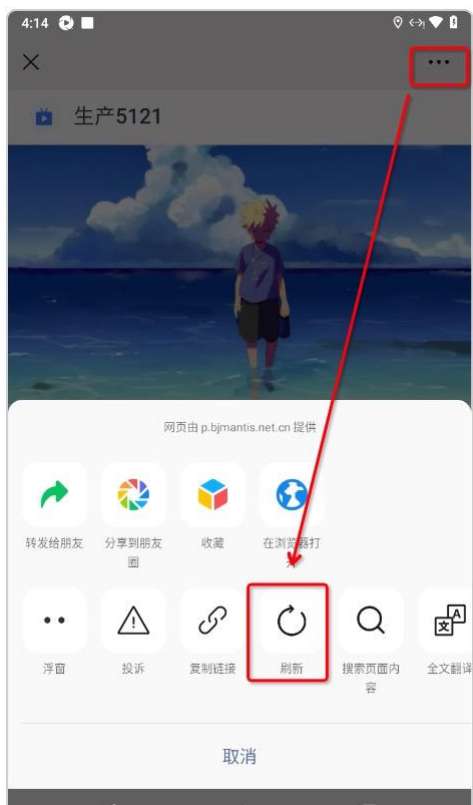 4:14
生产5121
网页由 p.bjmantis.net.cn 提供
转发给朋友
分享到朋友
圈
收藏
在浏览器打
浮窗
投诉
复制链接
刷新
搜索页面内
容
全文翻译
取消